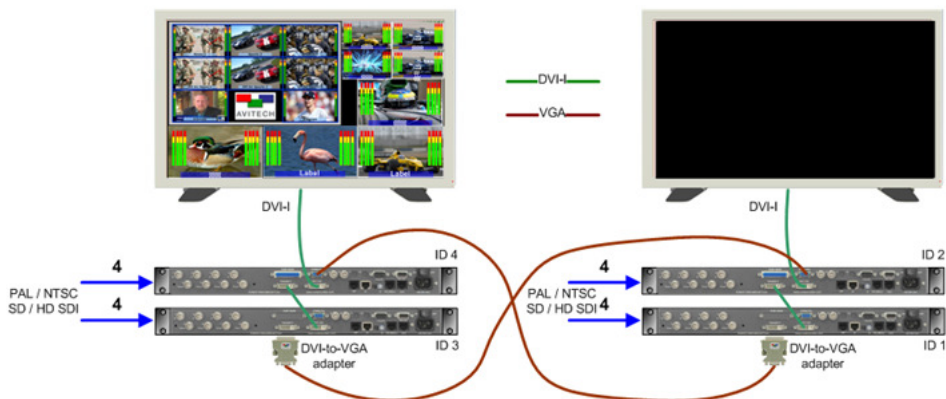 AVITECH
Label
Label
DVI-I
VGA
DVI-I
DVI-I
ID 4
ID 2
4
4
PAL / NTSC
SD / HD SDI
PAL / NTSC
SD / HD SDI
4
4
ID 3
ID 1
DVI-to-VGA
adapter
DVI-to-VGA
adapter